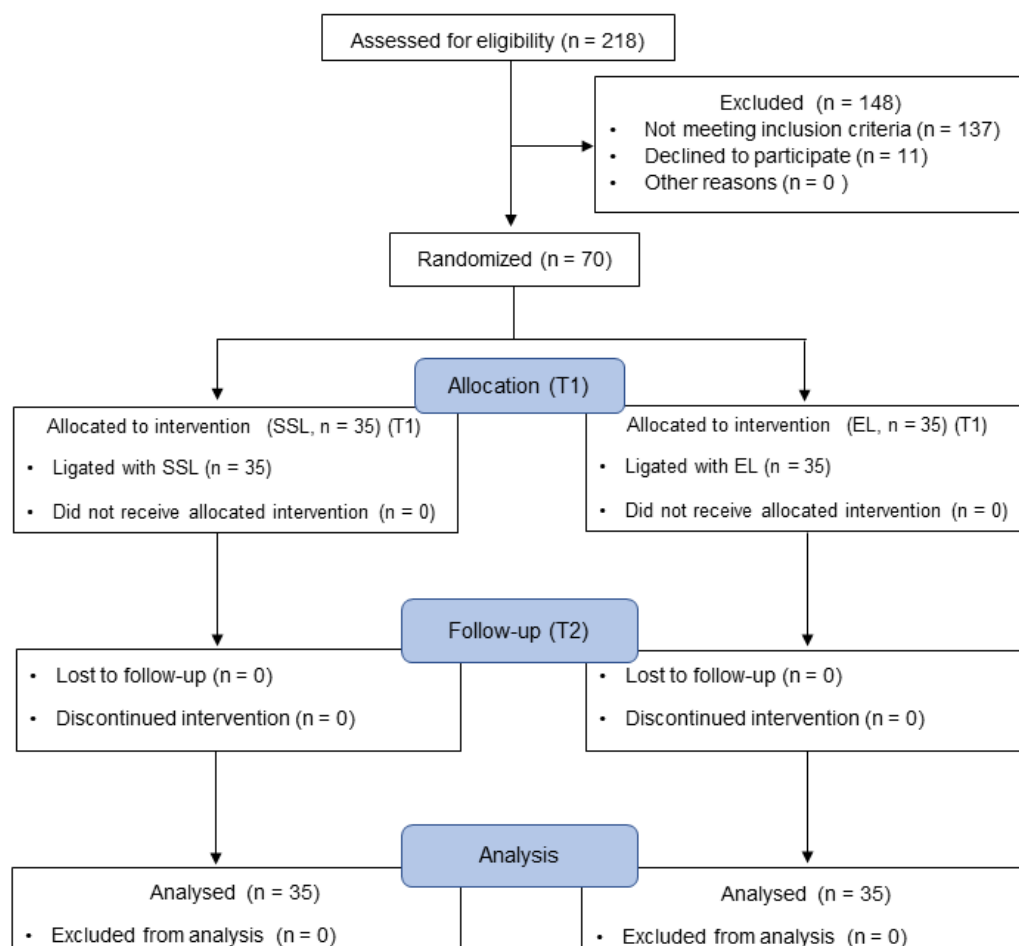 Assessed for eligibility (n = 218)
Excluded (n = 148)
• Not meeting inclusion criteria (n = 137)
• Declined to participate (n = 11)
• Other reasons (n = 0 )
Randomized (n = 70)
Allocation (T1)
Allocated to intervention (SSL, n = 35) (T1)
• Ligated with SSL (n = 35)
• Did not receive allocated intervention (n = 0)
Allocated to intervention (EL, n = 35) (T1)
• Ligated with EL (n = 35)
• Did not receive allocated intervention (n = 0)
Follow-up (T2)
• Lost to follow-up (n = 0)
• Discontinued intervention (n = 0)
• Lost to follow-up (n = 0)
• Discontinued intervention (n = 0)
Analysis
Analysed (n = 35)
• Excluded from analysis (n = 0)
Analysed (n = 35)
• Excluded from analysis (n = 0)